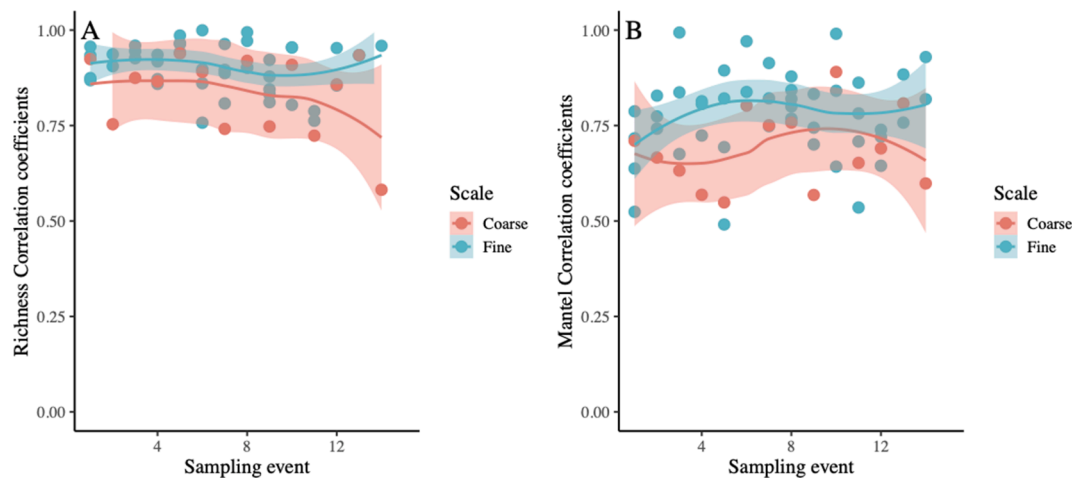 A
1.00
0.75
0.50
0.25
0.00
4
8
12
Sampling event
Richness Correlation coefficients
Scale
Coarse
Fine
B
1.00
0.75
0.50
0.25
0.00
4
8
12
Sampling event
Mantel Correlation coefficients
Scale
Coarse
Fine